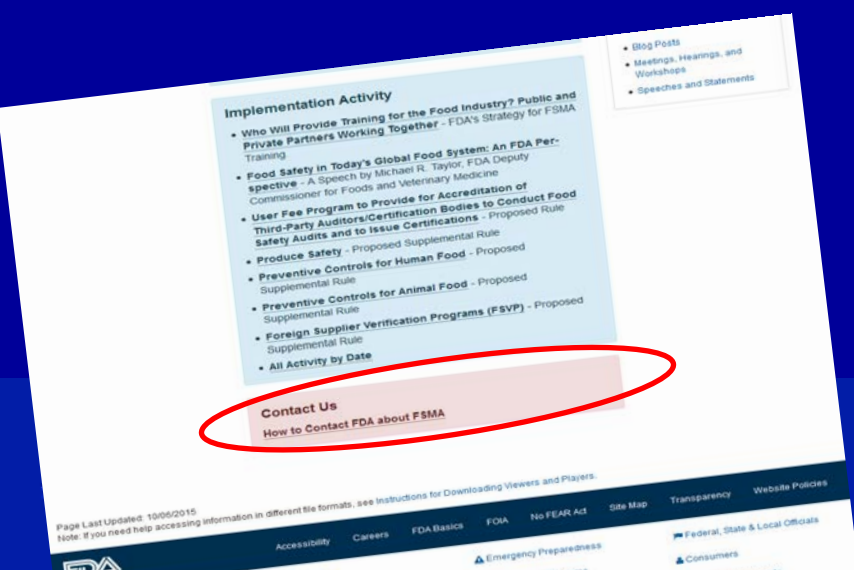 Blog Posts
Meetings, Hearings, and
Workshops
Speeches and Statements
Implementation Activity
Who Will Provide Training for the Food Industry? Public and
Private Partners Working Together - FDA's Strategy for FSMA
Training
Food Safety in Today's Global Food System: An FDA Per-
spective - A Speech by Michael R. Taylor, FDA Deputy
Commissioner for Foods and Veterinary Medicine
User Fee Program to Provide for Accreditation of
Third-Party Auditors/Certification Bodies to Conduct Food
Safety Audits and to Issue Certifications - Proposed Rule
Produce Safety - Proposed Supplemental Rule
Preventive Controls for Human Food - Proposed
Supplemental Rule
Preventive Controls for Animal Food - Proposed
Supplemental Rule
Foreign Supplier Verification Programs (FSVP) - Proposed
Supplemental Rule
All Activity by Date
Contact Us
How to Contact FDA about FSMA
Page Last Updated: 10/06/2015
Note: If you need help accessing information in different file formats, see Instructions for Downloading Viewers and Players.
Accessibility Careers FDA Basics FOIA No FEAR Act Site Map Transparency Website Policies
Emergency Preparedness
Federal, State & Local Officials
Consumers